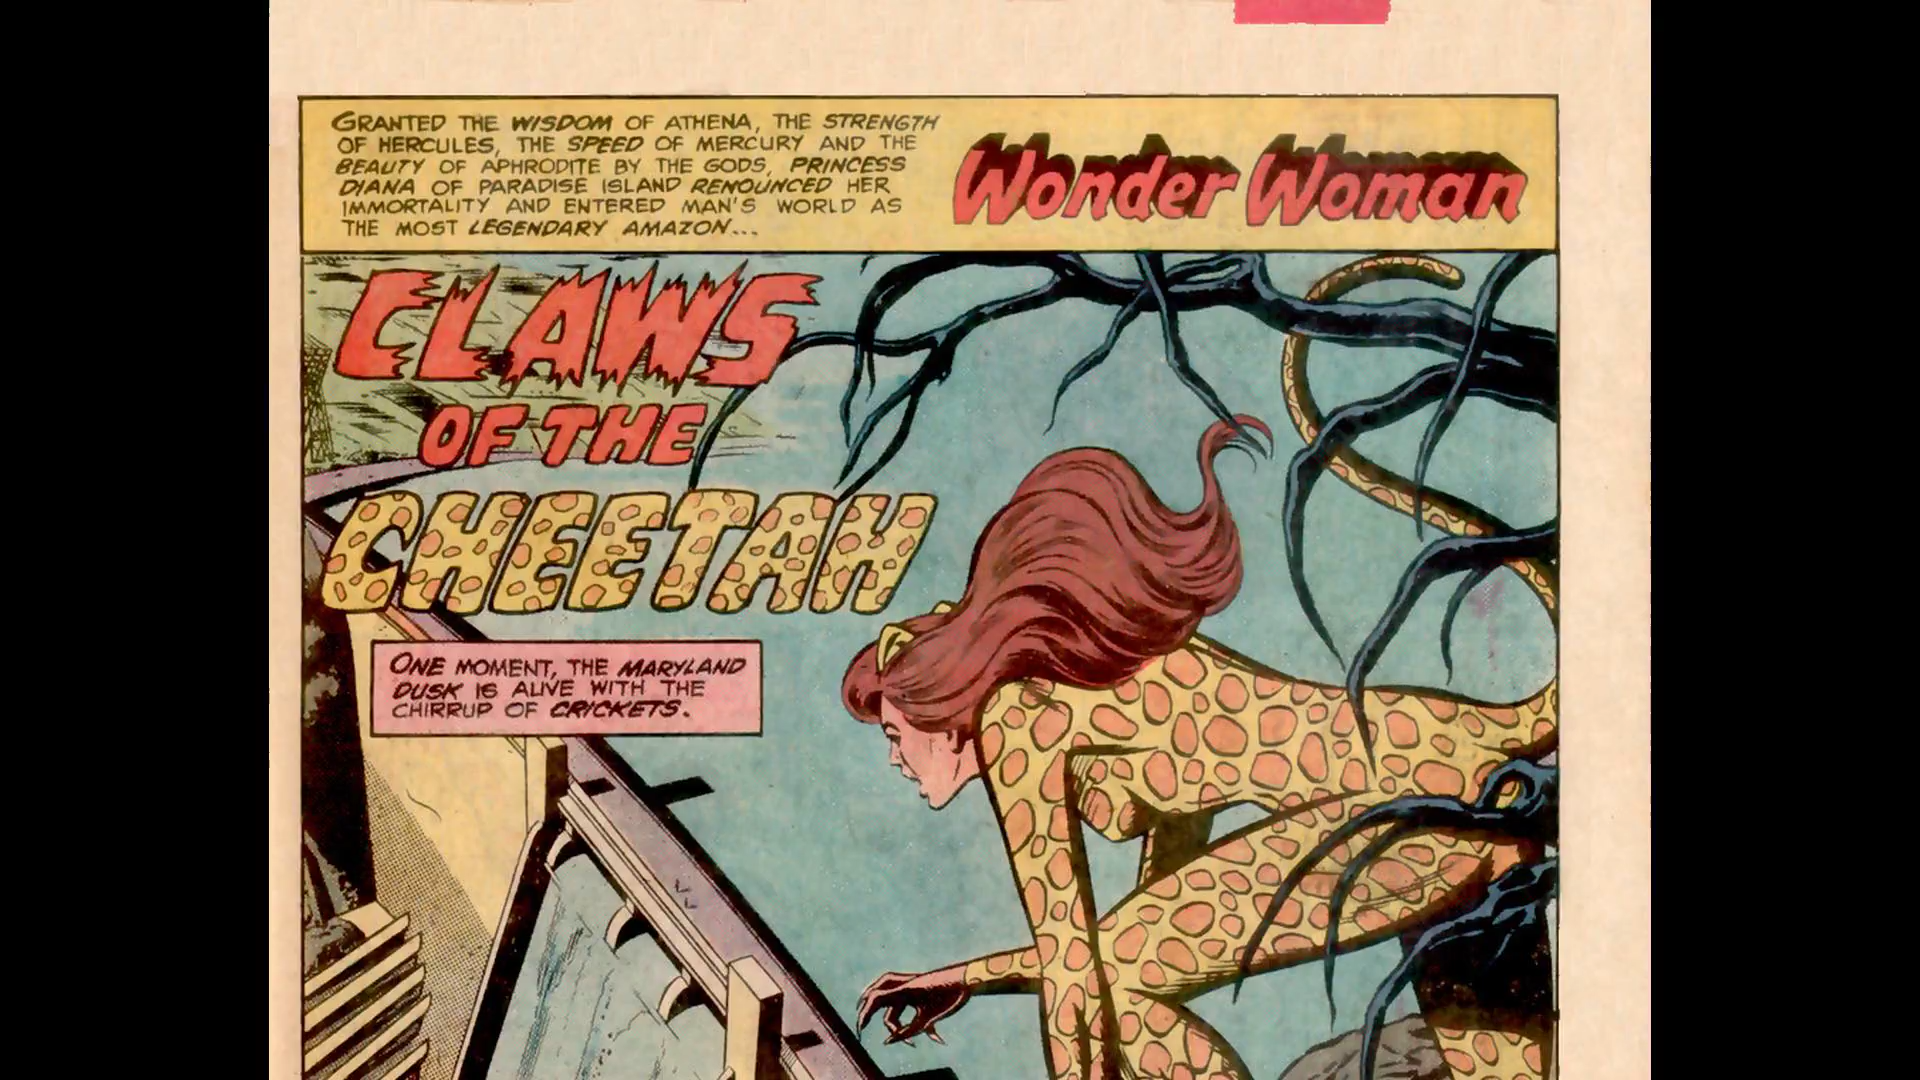 GRANTED THE WISDOM OF ATHENA, THE STRENGTH
OF HERCULES, THE SPEED OF MERCURY AND THE
BEAUTY OF APHRODITE BY THE GODS, PRINCESS
DIANA OF PARADISE ISLAND RENOUNCED HER
IMMORTALITY AND ENTERED MAN'S WORLD AS
THE MOST LEGENDARY AMAZON...
Wonder Woman
CLAWS
OF THE
CHEETAH
ONE MOMENT, THE MARYLAND
DUSK IS ALIVE WITH THE
CHIRRUP OF CRICKETS.